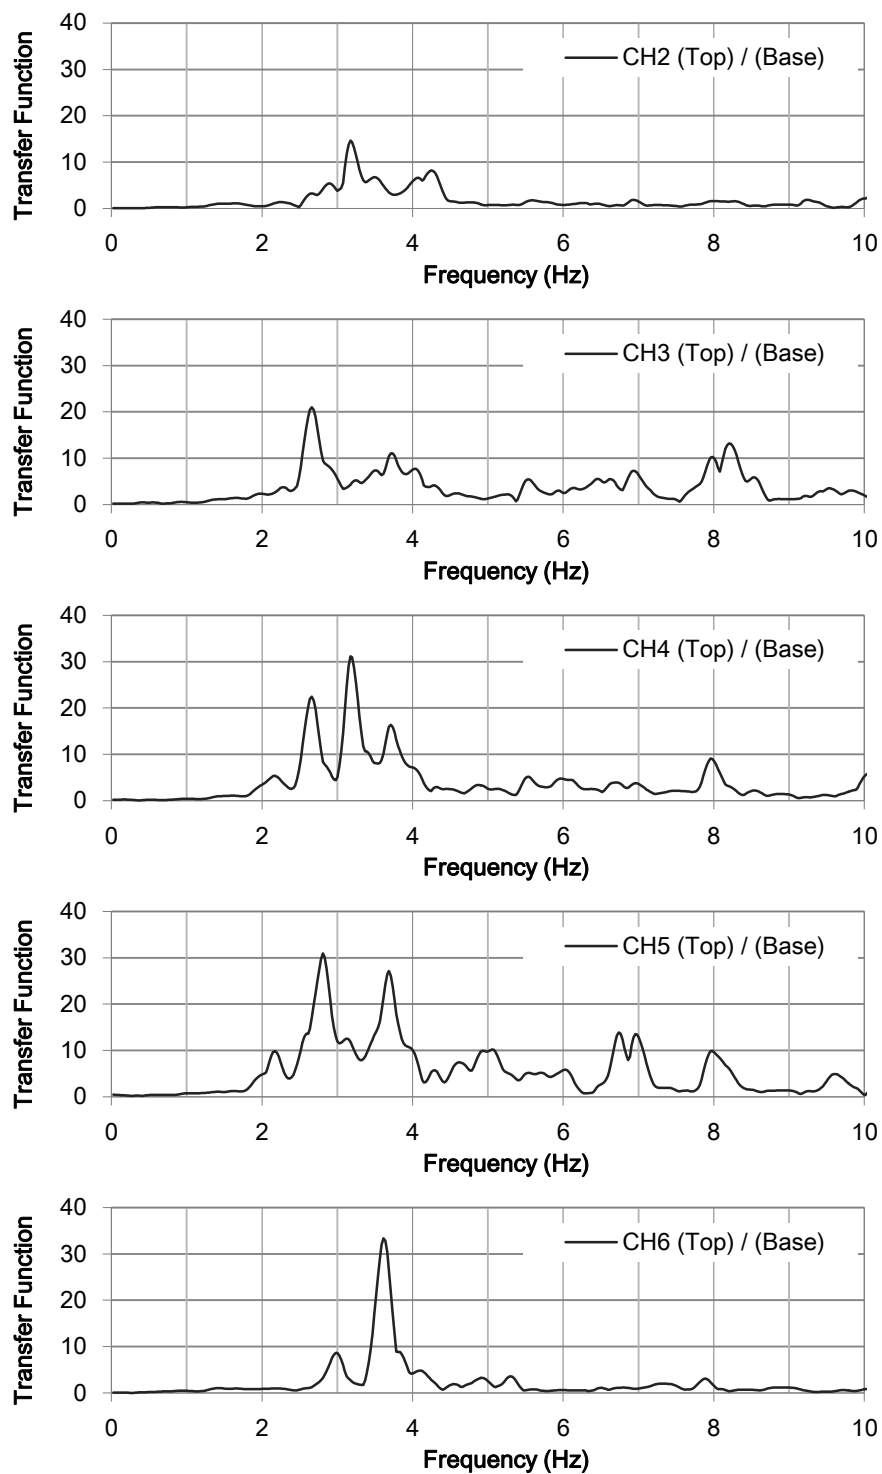 Transfer Function
40
30
20
10
0
CH2 (Top) / (Base)
0 2 4 6 8 10
Frequency (Hz)
Transfer Function
40
30
20
10
0
CH3 (Top) / (Base)
0 2 4 6 8 10
Frequency (Hz)
Transfer Function
40
30
20
10
0
CH4 (Top) / (Base)
0 2 4 6 8 10
Frequency (Hz)
Transfer Function
40
30
20
10
0
CH5 (Top) / (Base)
0 2 4 6 8 10
Frequency (Hz)
Transfer Function
40
30
20
10
0
CH6 (Top) / (Base)
0 2 4 6 8 10
Frequency (Hz)